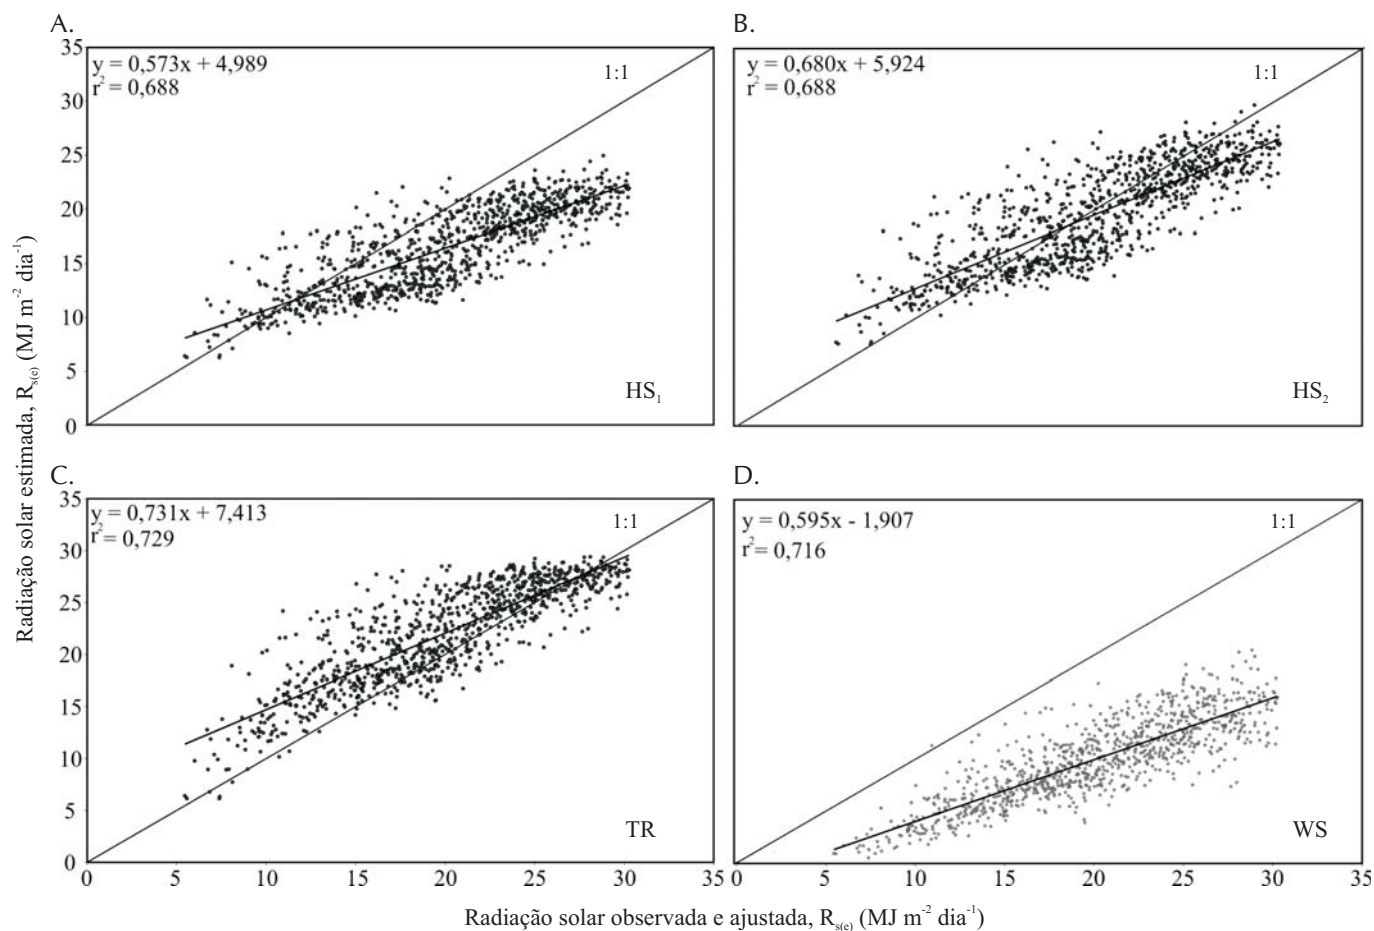 A.
35
30
25
20
15
10
5
0
y = 0,573x + 4,989
r² = 0,688
1:1
HS₁
B.
y = 0,680x + 5,924
r² = 0,688
1:1
HS₂
C.
35
30
25
20
15
10
5
0
y = 0,731x + 7,413
r² = 0,729
1:1
TR
0 5 10 15 20 25 30 35
D.
y = 0,595x - 1,907
r² = 0,716
1:1
WS
0 5 10 15 20 25 30 35
Radiação solar estimada, Rs(e) (MJ m⁻² dia⁻¹)
Radiação solar observada e ajustada, Rs(e) (MJ m⁻² dia⁻¹)